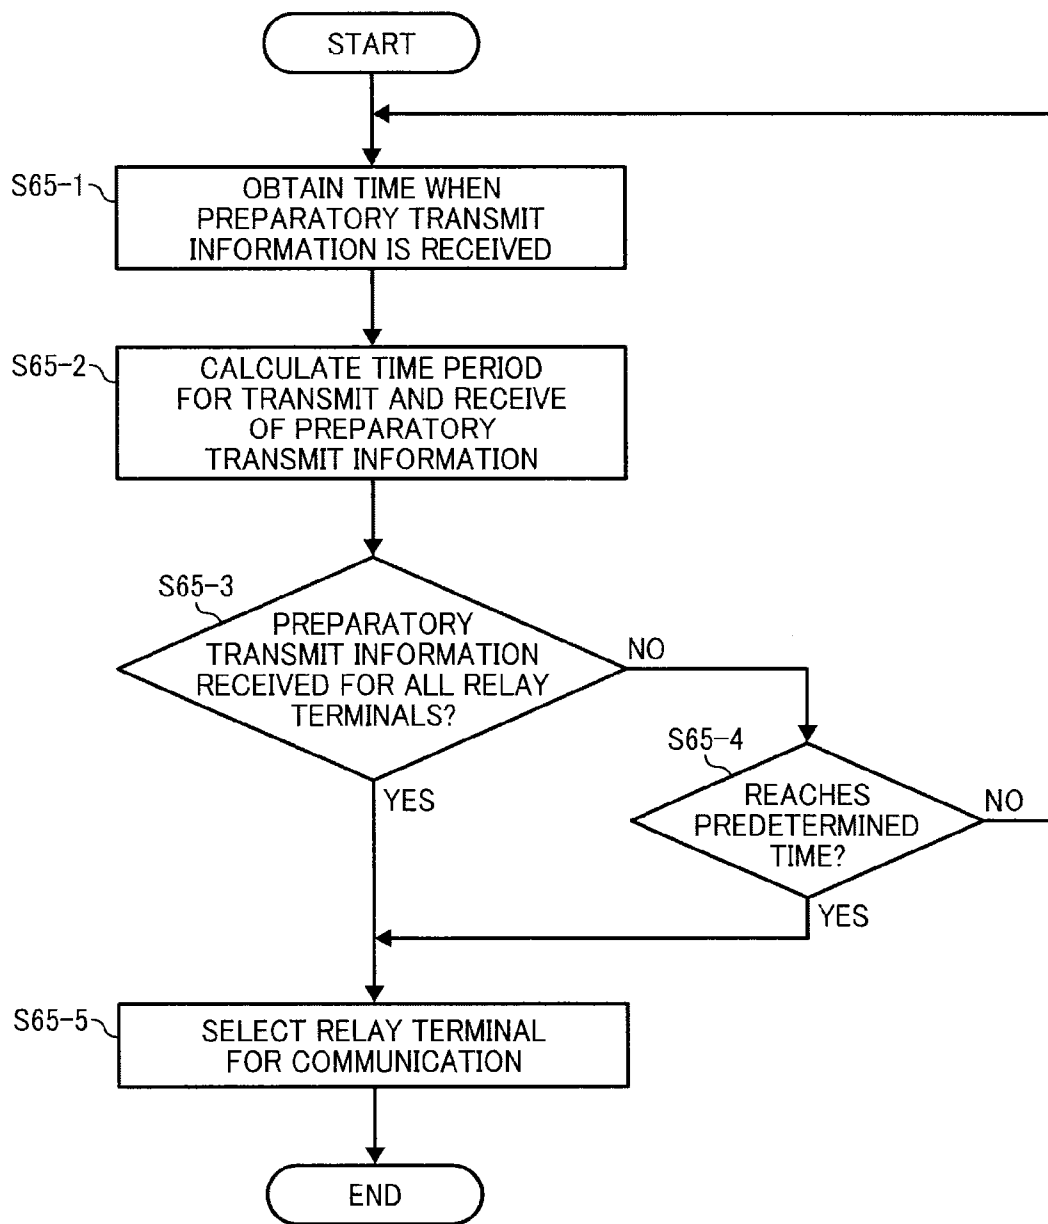 START
S65-1
OBTAIN TIME WHEN
PREPARATORY TRANSMIT
INFORMATION IS RECEIVED
S65-2
CALCULATE TIME PERIOD
FOR TRANSMIT AND RECEIVE
OF PREPARATORY
TRANSMIT INFORMATION
S65-3
PREPARATORY
TRANSMIT INFORMATION
RECEIVED FOR ALL RELAY
TERMINALS?
NO
YES
S65-4
REACHES
PREDETERMINED
TIME?
NO
YES
S65-5
SELECT RELAY TERMINAL
FOR COMMUNICATION
END